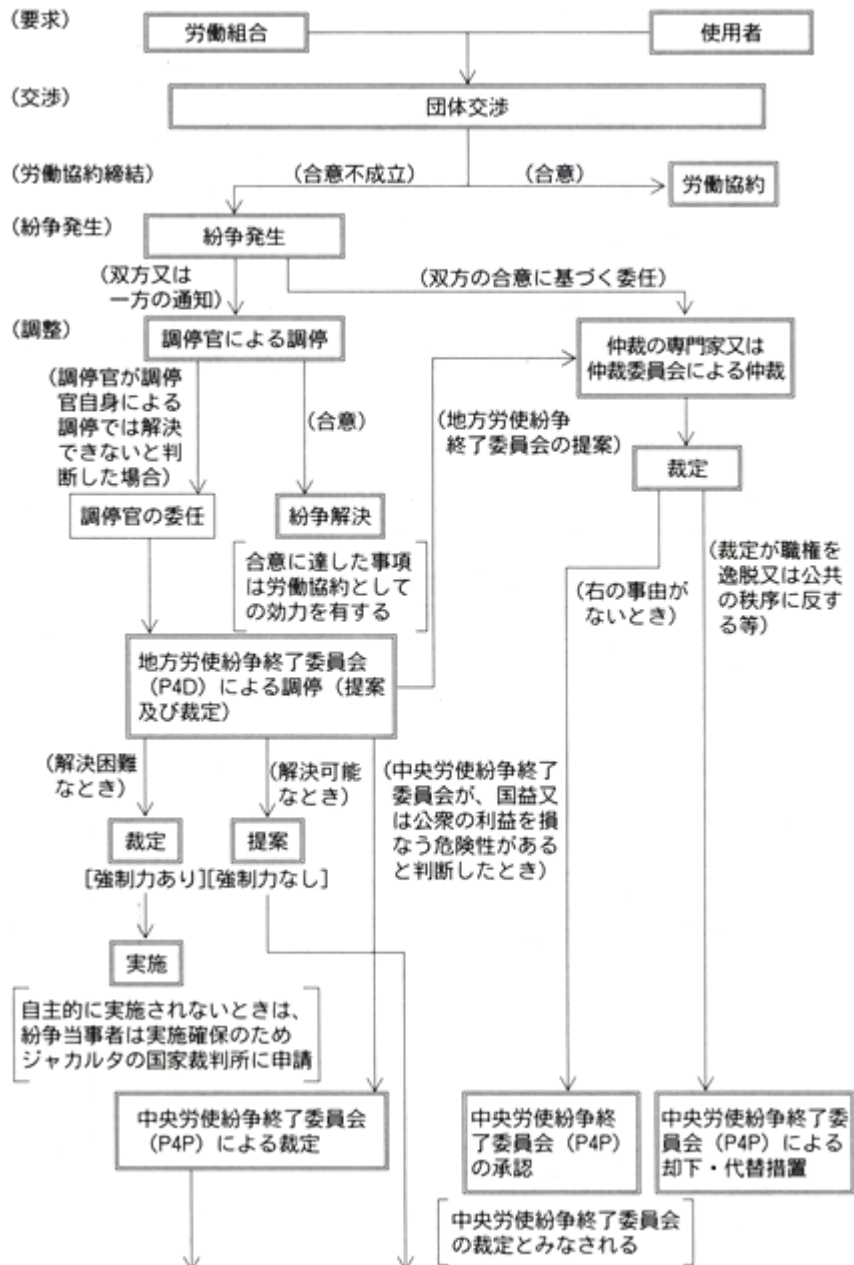 (要求)
労働組合
使用者
(交渉)
団体交渉
(労働協約締結)
(合意不成立)
(合意)
労働協約
(紛争発生)
紛争発生
(双方又は
一方の通知)
(双方の合意に基づく委任)
(調整)
調停官による調停
仲裁の専門家又は
仲裁委員会による仲裁
(調停官が調停
官自身による
調停では解決
できないと判
断した場合)
(合意)
(地方労使紛争
終了委員会の提案)
裁定
調停官の委任
紛争解決
合意に達した事項
は労働協約として
の効力を有する
(右の事由が
ないとき)
(裁定が職権を
逸脱又は公共
の秩序に反す
る等)
地方労使紛争終了委員会
(P4D)による調停(提案
及び裁定)
(解決困難
なとき)
(解決可能
なとき)
(中央労使紛争終了
委員会が、国益又
は公衆の利益を損
なう危険性がある
と判断したとき)
裁定
提案
[強制力あり][強制力なし]
実施
自主的に実施されないときは、
紛争当事者は実施確保のため
ジャカルタの国家裁判所に申請
中央労使紛争終了委員会
(P4P)による裁定
中央労使紛争終
了委員会(P4P)
の承認
中央労使紛争終了委
員会(P4P)による
却下・代替措置
中央労使紛争終了委員会
の裁定とみなされる